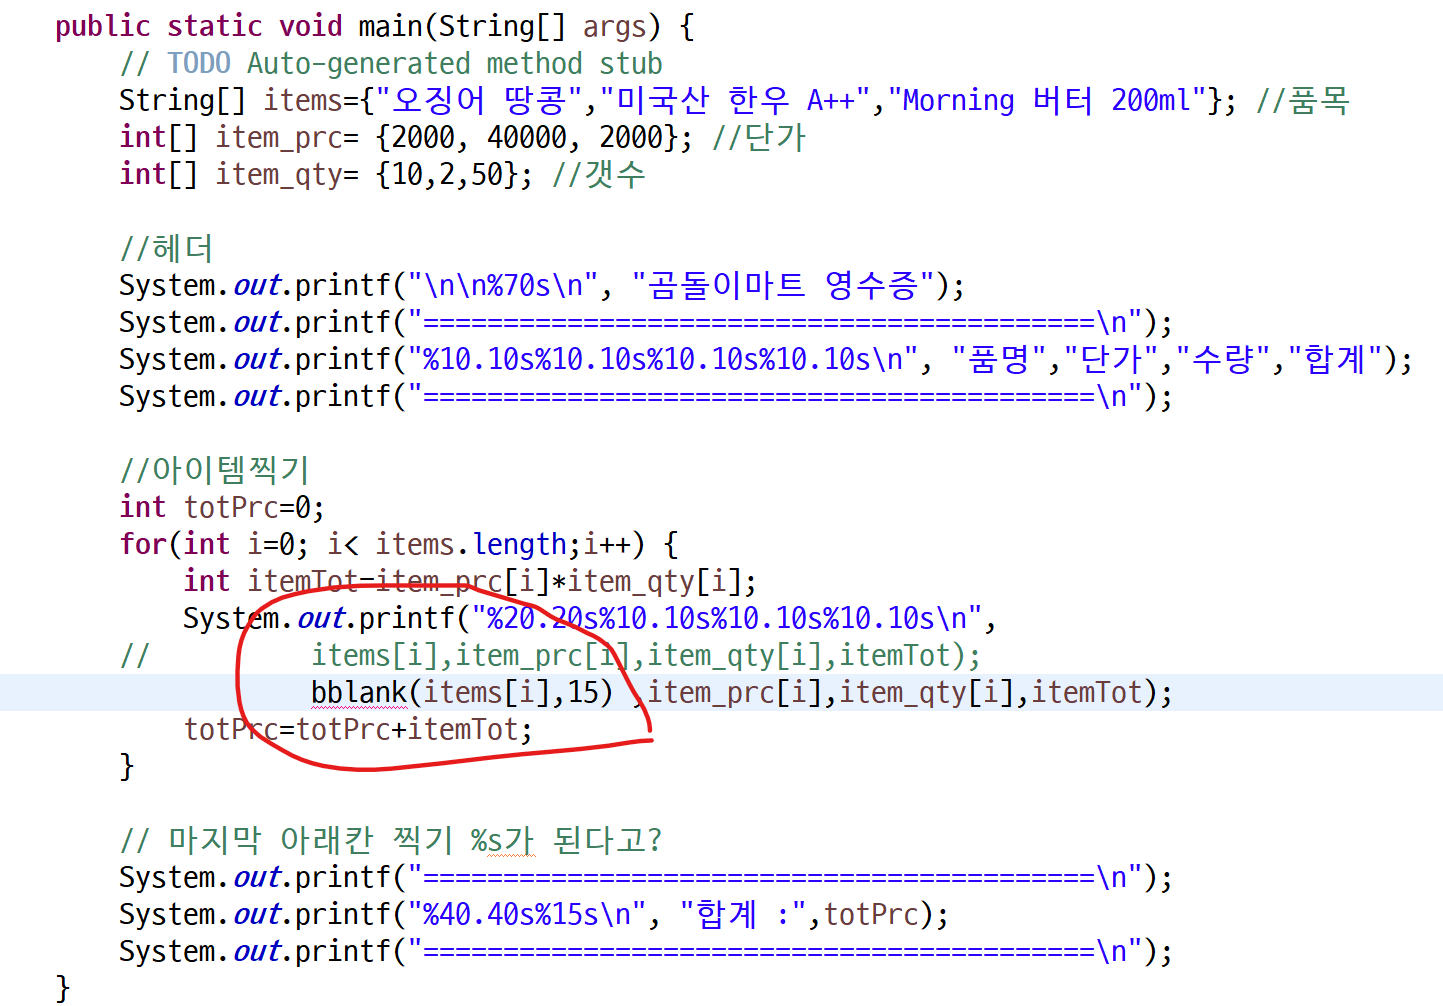 public static void main(String[] args) {
// TODO Auto-generated method stub
String[] items={"오징어 땅콩","미국산 한우 A++","Morning 버터 200ml"}; //품목
int[] item_prc= {2000, 40000, 2000}; //단가
int[] item_qty= {10,2,50}; //갯수
//헤더
System.out.printf("\n\n%70s\n", "곰돌이마트 영수증");
System.out.printf("==========================================\n");
System.out.printf("%10.10s%10.10s%10.10s%10.10s\n", "품명","단가","수량","합계");
System.out.printf("==========================================\n");
//아이템찍기
int totPrc=0;
for(int i=0; i< items.length;i++) {
int itemTot=item_prc[i]*item_qty[i];
System.out.printf("%20.20s%10.10s%10.10s%10.10s\n",
// items[i],item_prc[i],item_qty[i],itemTot);
bblank(items[i],15) ,item_prc[i],item_qty[i],itemTot);
totPrc=totPrc+itemTot;
}
// 마지막 아래칸 찍기 %s가 된다고?
System.out.printf("==========================================\n");
System.out.printf("%40.40s%15s\n", "합계 :",totPrc);
System.out.printf("==========================================\n");
}